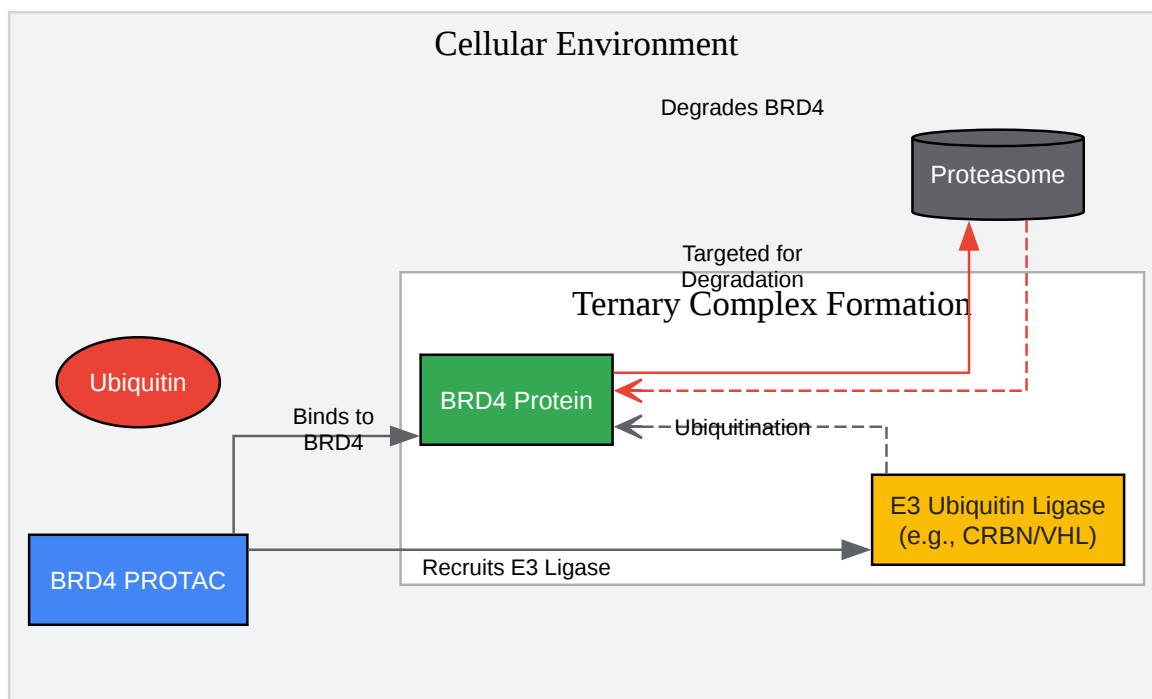 Cellular Environment
Degrades BRD4
Proteasome
Targeted for
Degradation
Ternary Complex Formation
Ubiquitin
BRD4 Protein
Binds to
BRD4
Ubiquitination
E3 Ubiquitin Ligase
(e.g., CRBN/VHL)
Recruits E3 Ligase
BRD4 PROTAC